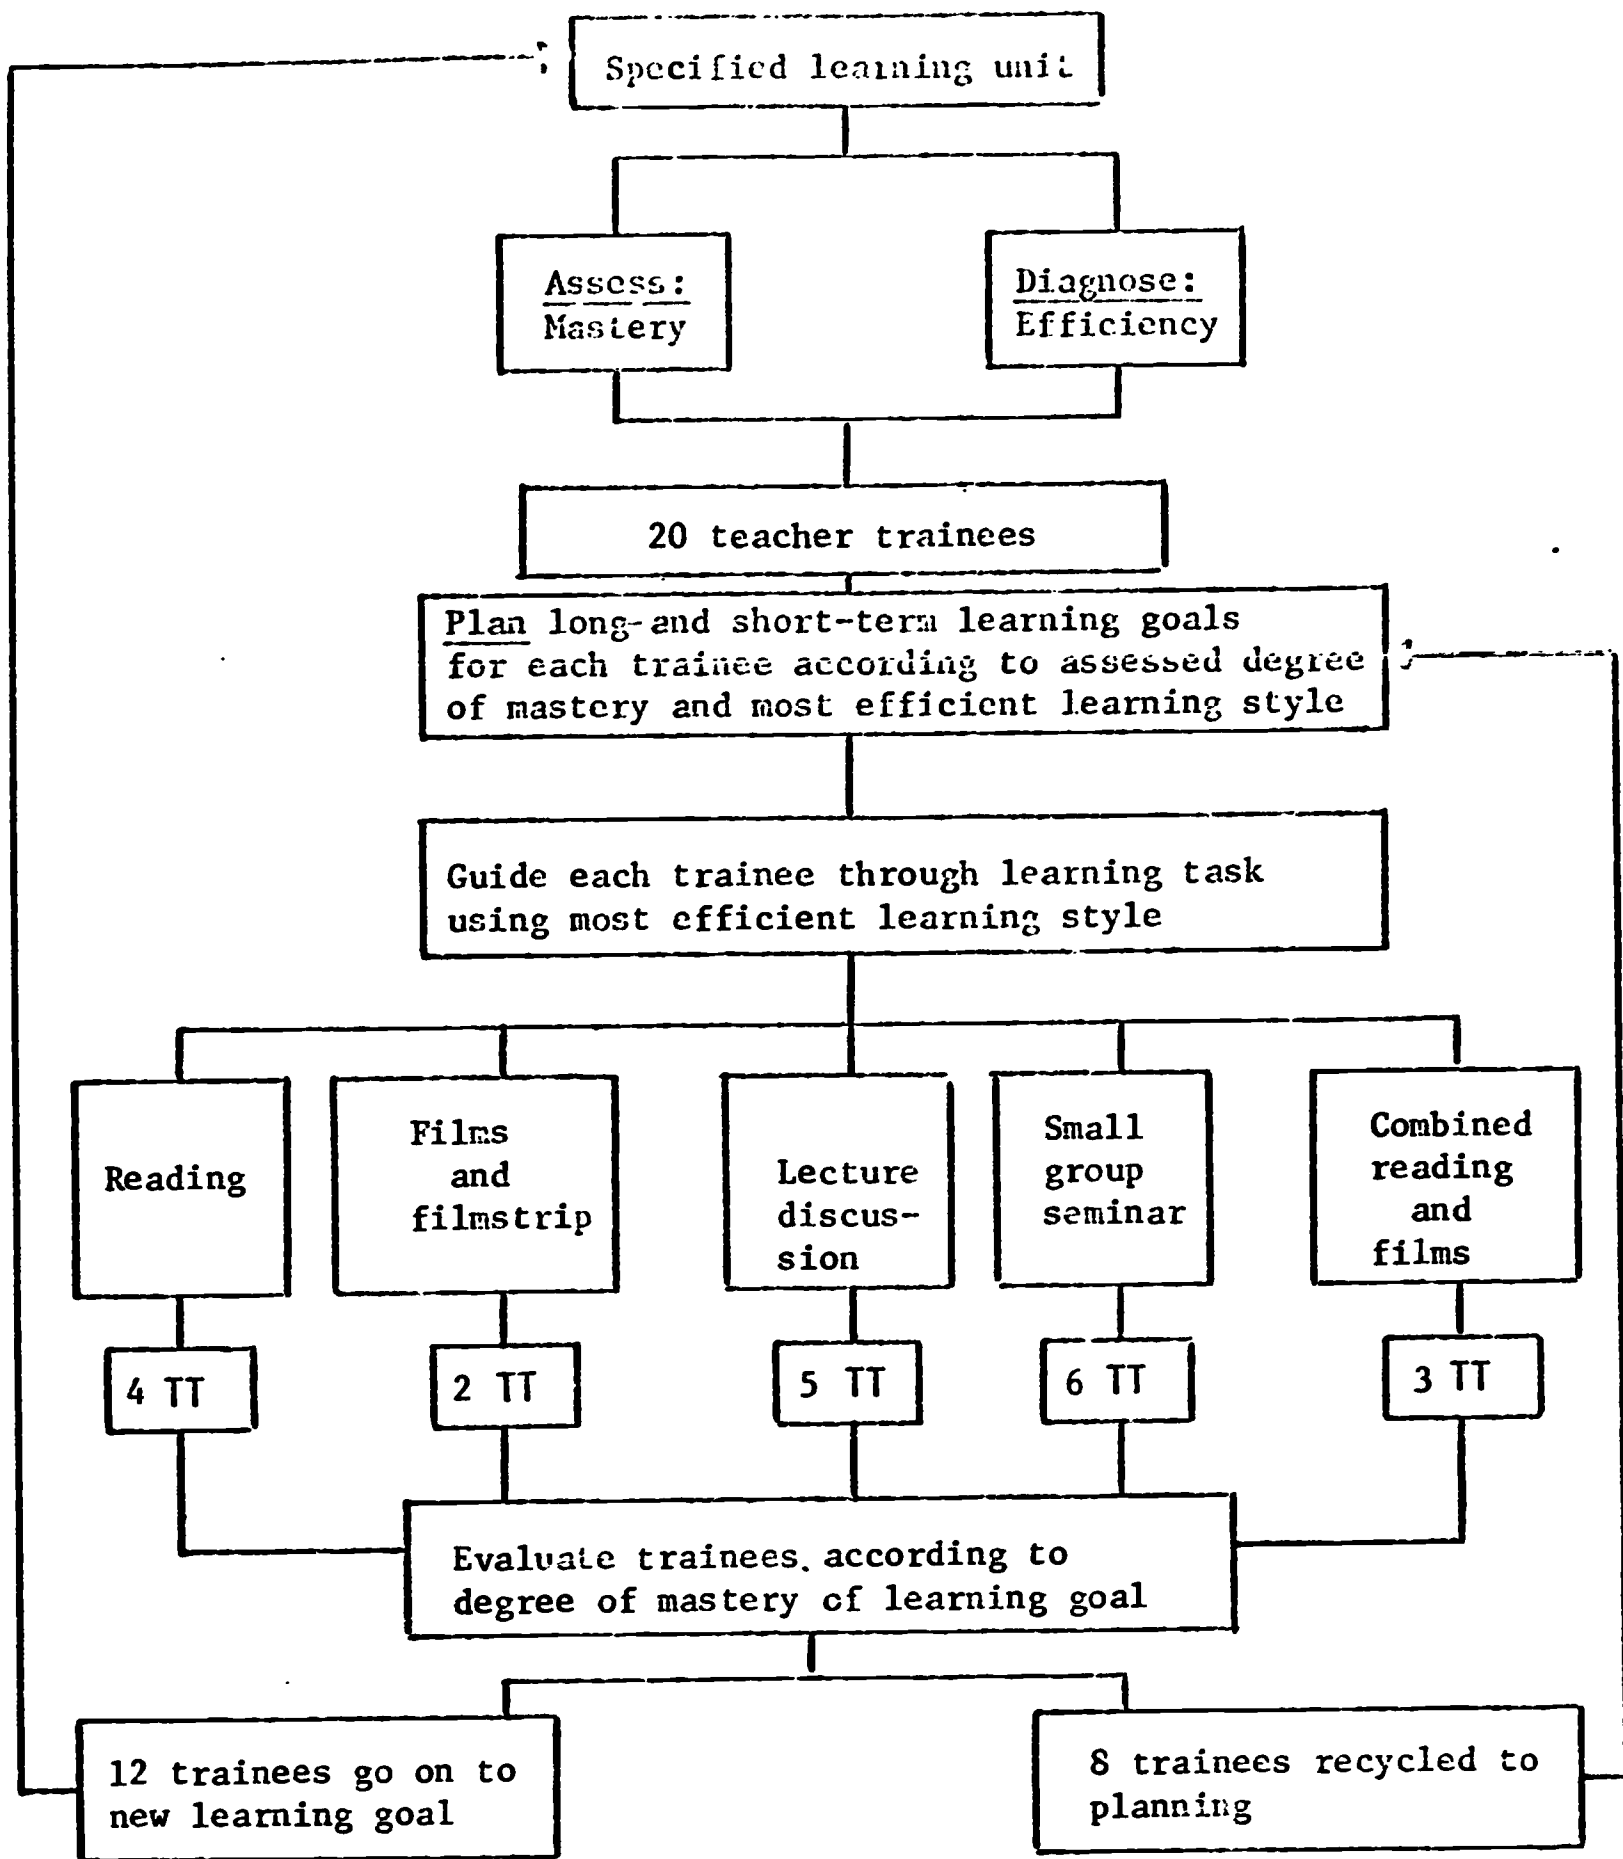 Specified learning unit
Assess:
Mastery
Diagnose:
Efficiency
20 teacher trainees
Plan long-and short-term learning goals
for each trainee according to assessed degree
of mastery and most efficient learning style
Guide each trainee through learning task
using most efficient learning style
Reading
Films
and
filmstrip
Lecture
discus-
sion
Small
group
seminar
Combined
reading
and
films
4 TT
2 TT
5 TT
6 TT
3 TT
Evaluate trainees. according to
degree of mastery of learning goal
12 trainees go on to
new learning goal
8 trainees recycled to
planning